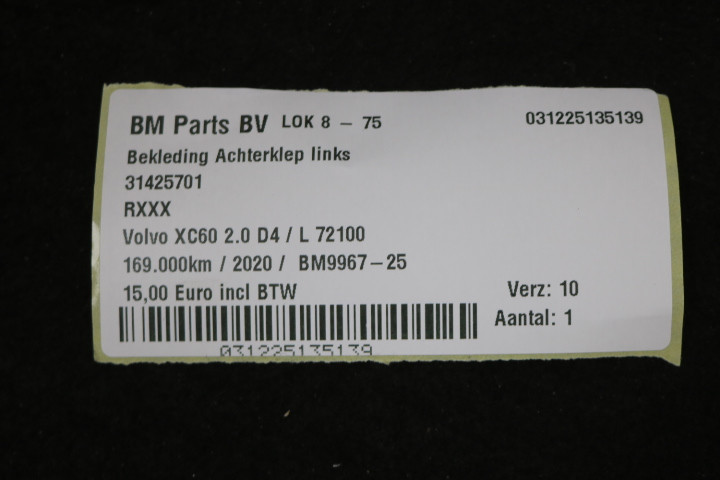 BM Parts BV LOK 8 - 75 031225135139
Bekleding Achterklep links
31425701
RXXX
Volvo XC60 2.0 D4 / L 72100
169.000km / 2020 / BM9967-25
15,00 Euro incl BTW Verz: 10
Aantal: 1
031225135139